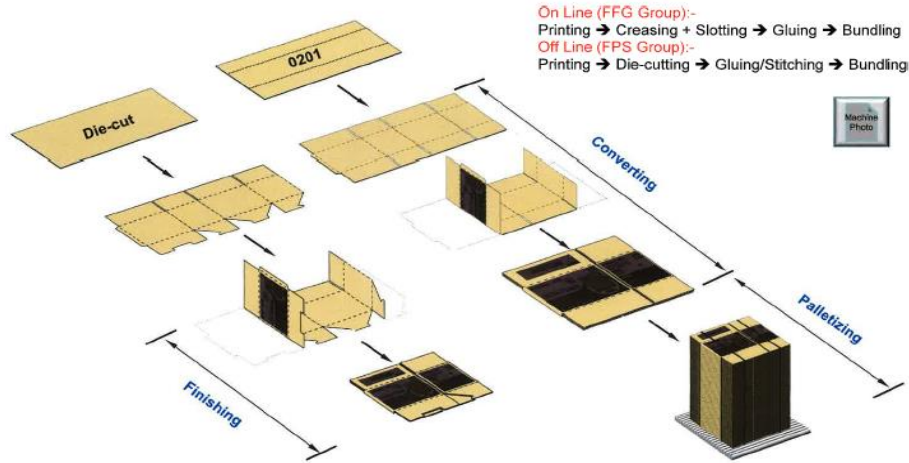 On Line (FFG Group):-
Printing ➔ Creasing + Slotting ➔ Gluing ➔ Bundling
Off Line (FPS Group):-
Printing ➔ Die-cutting ➔ Gluing/Stitching ➔ Bundling
0201
Die-cut
Machine
Photo
Converting
Palletizing
Finishing